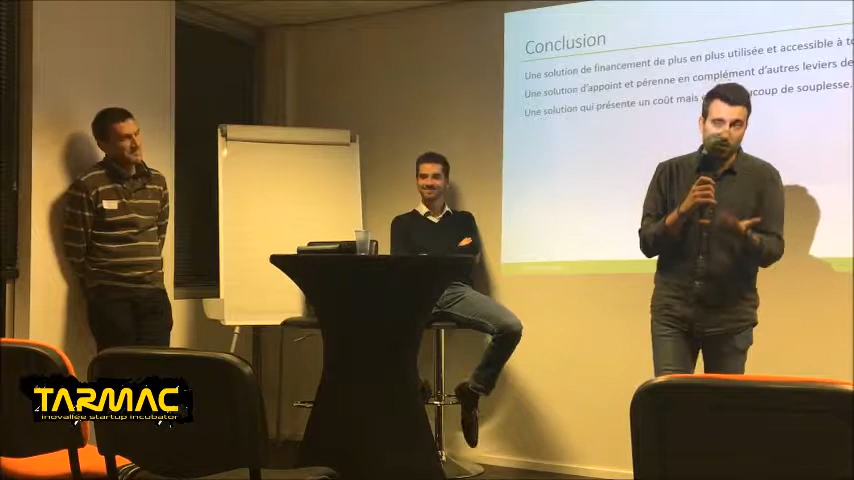 Conclusion
Une solution de financement de plus en plus utilisée et accessible à
Une solution d'appoint et pérenne en complément d'autres leviers de
Une solution qui présente un coût mais beaucoup de souplesse.
TARMAC
inovallée startup incubator